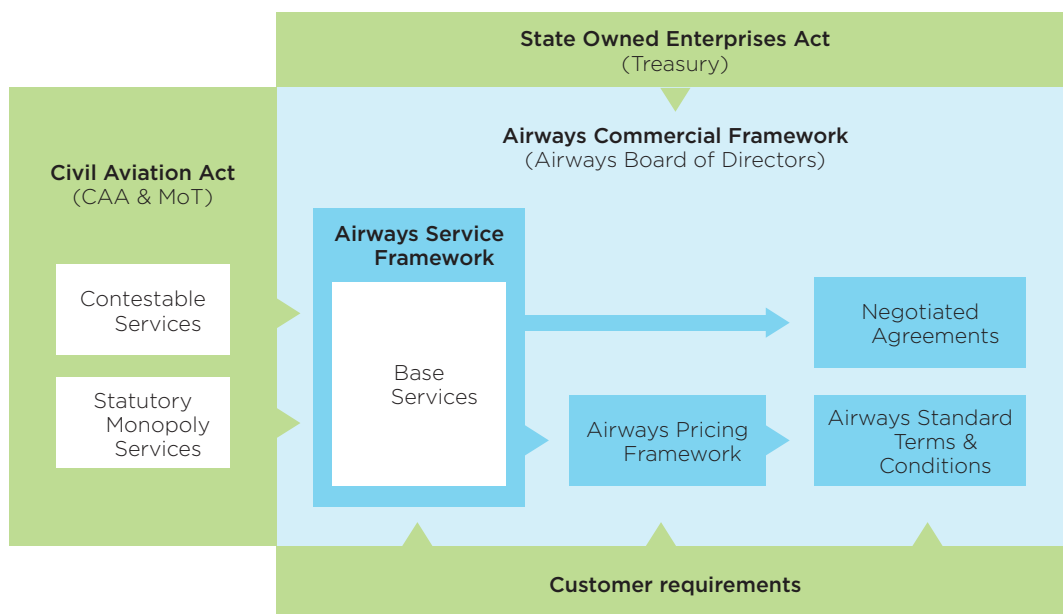 State Owned Enterprises Act
(Treasury)
Airways Commercial Framework
(Airways Board of Directors)
Civil Aviation Act
(CAA & MoT)
Contestable
Services
Statutory
Monopoly
Services
Airways Service
Framework
Base
Services
Negotiated
Agreements
Airways Pricing
Framework
Airways Standard
Terms &
Conditions
Customer requirements